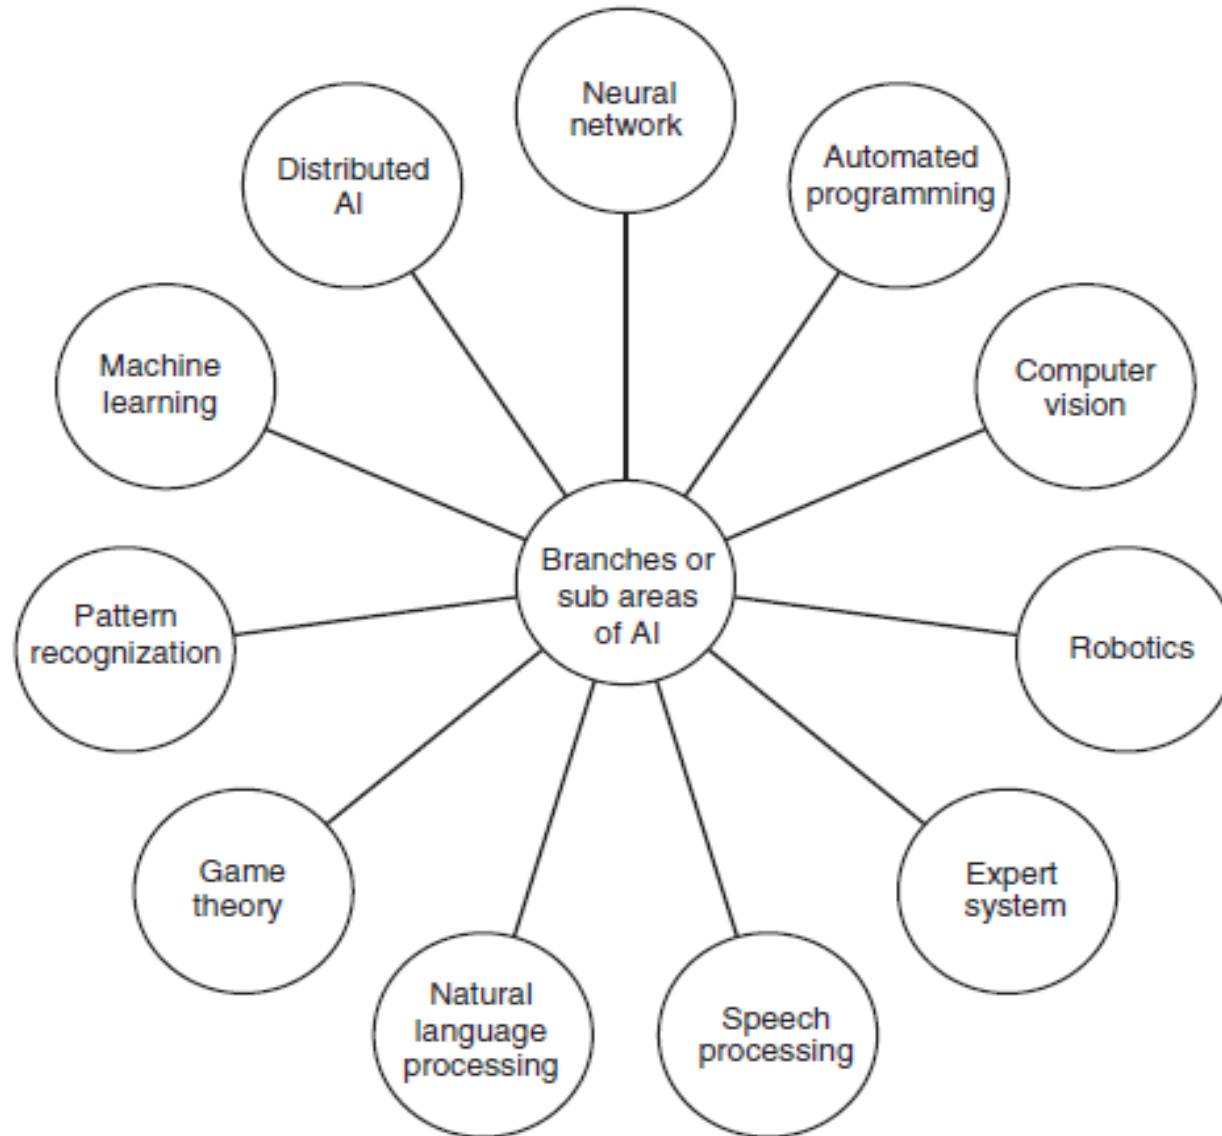 Neural
network
Automated
programming
Computer
vision
Robotics
Expert
system
Speech
processing
Natural
language
processing
Game
theory
Pattern
recognization
Machine
learning
Distributed
AI
Branches or
sub areas
of AI